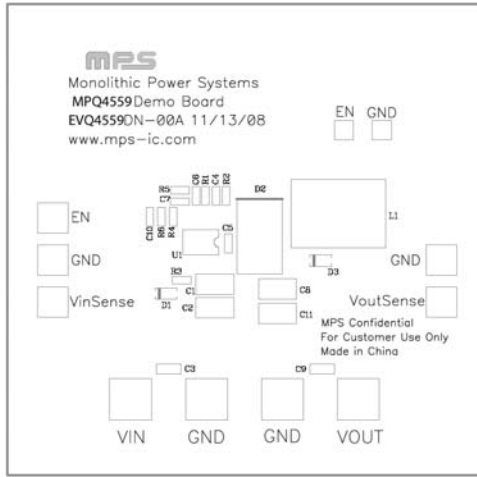 mps
Monolithic Power Systems
MPQ4559 Demo Board
EVQ4559DN-00A 11/13/08
www.mps-ic.com
EN GND
R5 C6 R1 C4 R2 D2
C7
L1
C10 R6 R4
EN
U1
GND
D3
GND
R3
C1
C8
VinSense
D1
C2
C11
VoutSense
MPS Confidential
For Customer Use Only
Made in China
C3
C9
VIN GND GND VOUT